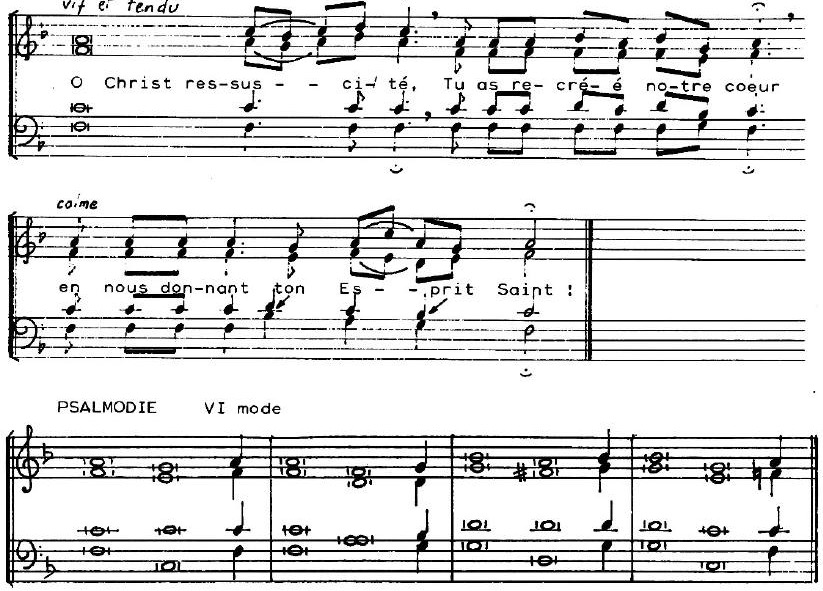 vif et tendu
O Christ res-sus - - ci-té, Tu as re-cré-é no-tre coeur
calme
en nous don-nant ton Es - - prit Saint !
PSALMODIE VI mode